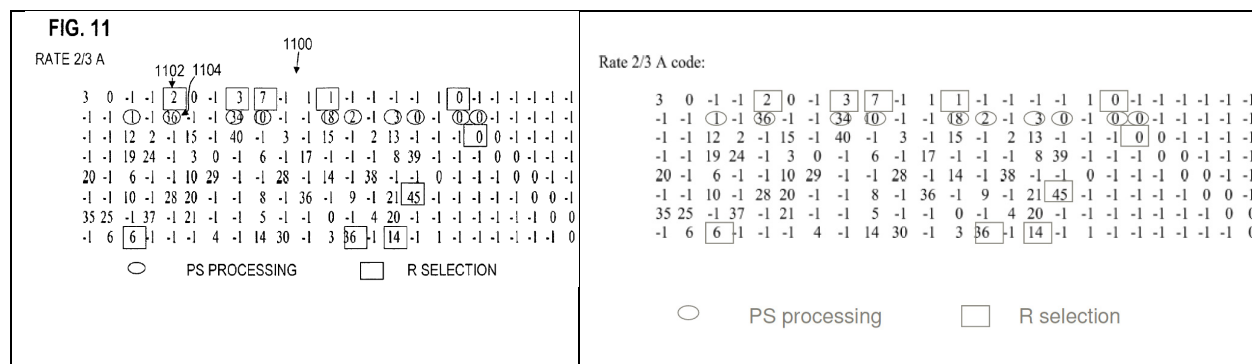 FIG. 11
RATE 2/3 A
1100
1102 1104
3 0 -1 -1 2 0 -1 3 7 -1 1 1 -1 -1 -1 -1 1 0 -1 -1 -1 -1 -1 -1
-1 -1 1 -1 36 -1 -1 34 10 -1 -1 18 2 -1 3 0 -1 0 0 -1 -1 -1 -1 -1
-1 -1 12 2 -1 15 -1 40 -1 3 -1 15 -1 2 13 -1 -1 -1 0 0 -1 -1 -1 -1
-1 -1 19 24 -1 3 0 -1 6 -1 17 -1 -1 -1 8 39 -1 -1 -1 0 0 -1 -1 -1
20 -1 6 -1 -1 10 29 -1 -1 28 -1 14 -1 38 -1 -1 0 -1 -1 -1 0 0 -1 -1
-1 -1 10 -1 28 20 -1 -1 8 -1 36 -1 9 -1 21 45 -1 -1 -1 -1 -1 0 0 -1
35 25 -1 37 -1 21 -1 -1 5 -1 -1 0 -1 4 20 -1 -1 -1 -1 -1 -1 -1 0 0
-1 6 6 -1 -1 -1 4 -1 14 30 -1 3 36 -1 14 -1 1 -1 -1 -1 -1 -1 -1 0
PS PROCESSING R SELECTION
Rate 2/3 A code:
3 0 -1 -1 2 0 -1 3 7 -1 1 1 -1 -1 -1 -1 1 0 -1 -1 -1 -1 -1 -1
-1 -1 1 -1 36 -1 -1 34 10 -1 -1 18 2 -1 3 0 -1 0 0 -1 -1 -1 -1 -1
-1 -1 12 2 -1 15 -1 40 -1 3 -1 15 -1 2 13 -1 -1 -1 0 0 -1 -1 -1 -1
-1 -1 19 24 -1 3 0 -1 6 -1 17 -1 -1 -1 8 39 -1 -1 -1 0 0 -1 -1 -1
20 -1 6 -1 -1 10 29 -1 -1 28 -1 14 -1 38 -1 -1 0 -1 -1 -1 0 0 -1 -1
-1 -1 10 -1 28 20 -1 -1 8 -1 36 -1 9 -1 21 45 -1 -1 -1 -1 -1 0 0 -1
35 25 -1 37 -1 21 -1 -1 5 -1 -1 0 -1 4 20 -1 -1 -1 -1 -1 -1 -1 0 0
-1 6 6 -1 -1 -1 4 -1 14 30 -1 3 36 -1 14 -1 1 -1 -1 -1 -1 -1 -1 0
PS processing R selection